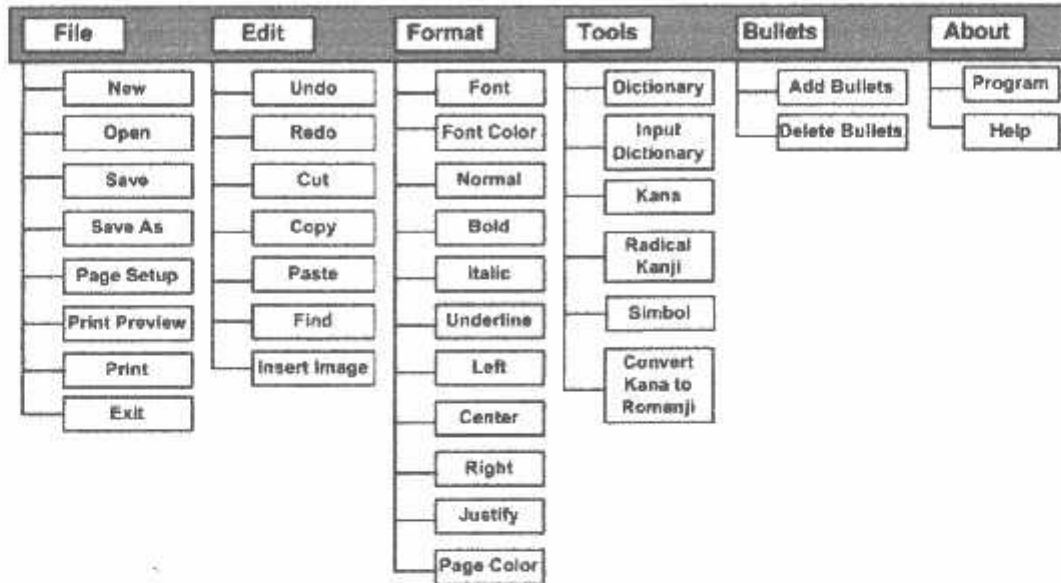 File Edit Format Tools Bullets About
New
Open
Save
Save As
Page Setup
Print Preview
Print
Exit
Undo
Redo
Cut
Copy
Paste
Find
Insert Image
Font
Font Color
Normal
Bold
Italic
Underline
Left
Center
Right
Justify
Page Color
Dictionary
Input
Dictionary
Kana
Radical
Kanji
Simbol
Convert
Kana to
Romanji
Add Bullets
Delete Bullets
Program
Help